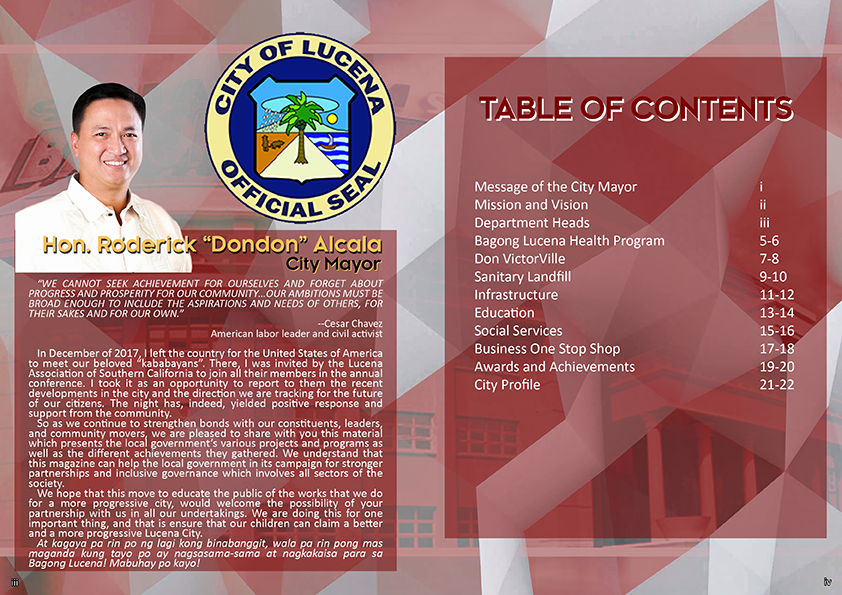 CITY OF LUCENA
OFFICIAL SEAL
Hon. Roderick “Dondon” Alcala
City Mayor
“WE CANNOT SEEK ACHIEVEMENT FOR OURSELVES AND FORGET ABOUT
PROGRESS AND PROSPERITY FOR OUR COMMUNITY...OUR AMBITIONS MUST BE
BROAD ENOUGH TO INCLUDE THE ASPIRATIONS AND NEEDS OF OTHERS, FOR
THEIR SAKES AND FOR OUR OWN.”
--Cesar Chavez
American labor leader and civil activist
In December of 2017, I left the country for the United States of America
to meet our beloved “kababayans”. There, I was invited by the Lucena
Association of Southern California to join all their members in the annual
conference. I took it as an opportunity to report to them the recent
developments in the city and the direction we are tracking for the future
of our citizens. The night has, indeed, yielded positive response and
support from the community.
So as we continue to strengthen bonds with our constituents, leaders,
and community movers, we are pleased to share with you this material
which presents the local government’s various projects and programs as
well as the different achievements they gathered. We understand that
this magazine can help the local government in its campaign for stronger
partnerships and inclusive governance which involves all sectors of the
society.
We hope that this move to educate the public of the works that we do
for a more progressive city, would welcome the possibility of your
partnership with us in all our undertakings. We are doing this for one
important thing, and that is ensure that our children can claim a better
and a more progressive Lucena City.
At kagaya pa rin po ng lagi kong binabanggit, wala pa rin pong mas
maganda kung tayo po ay nagsasama-sama at nagkakaisa para sa
Bagong Lucena! Mabuhay po kayo!
iii
TABLE OF CONTENTS
Message of the City Mayor i
Mission and Vision ii
Department Heads iii
Bagong Lucena Health Program 5-6
Don VictorVille 7-8
Sanitary Landfill 9-10
Infrastructure 11-12
Education 13-14
Social Services 15-16
Business One Stop Shop 17-18
Awards and Achievements 19-20
City Profile 21-22
iv